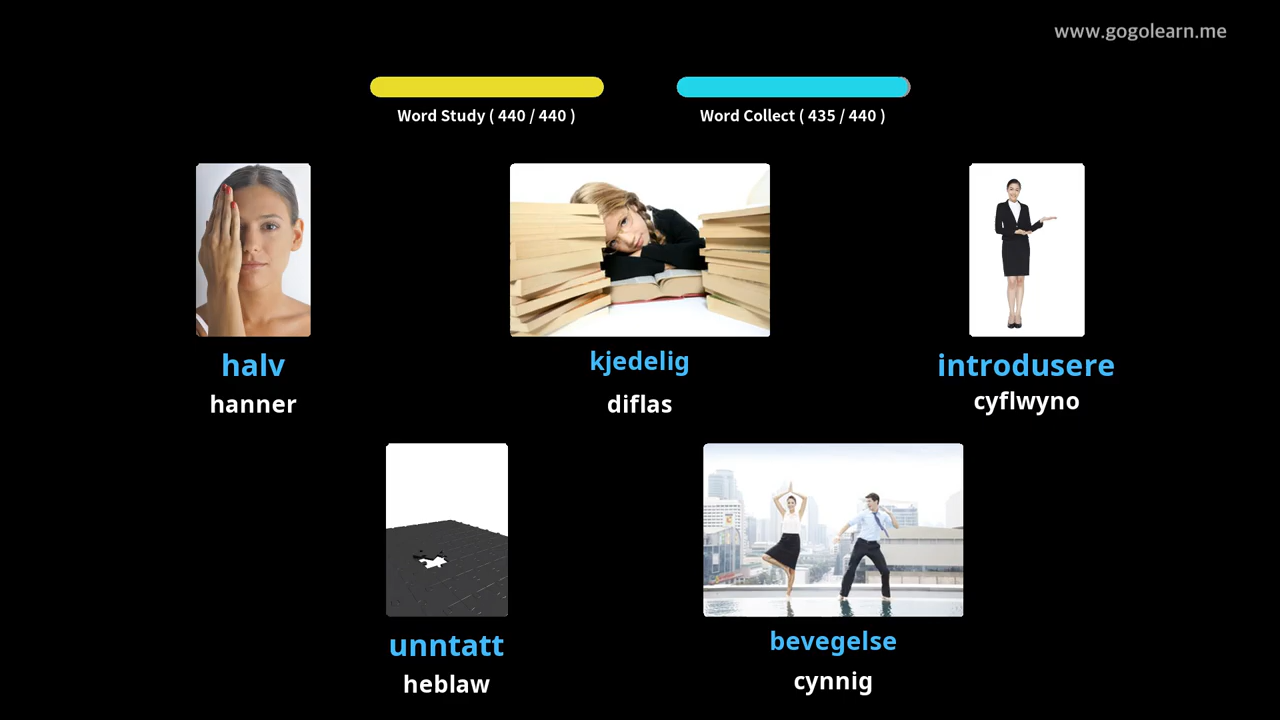 www.gogolearn.me
Word Study ( 440 / 440 )
Word Collect ( 435 / 440 )
halv
hanner
kjedelig
diflas
introdusere
cyflwyno
unntatt
heblaw
bevegelse
cynnig